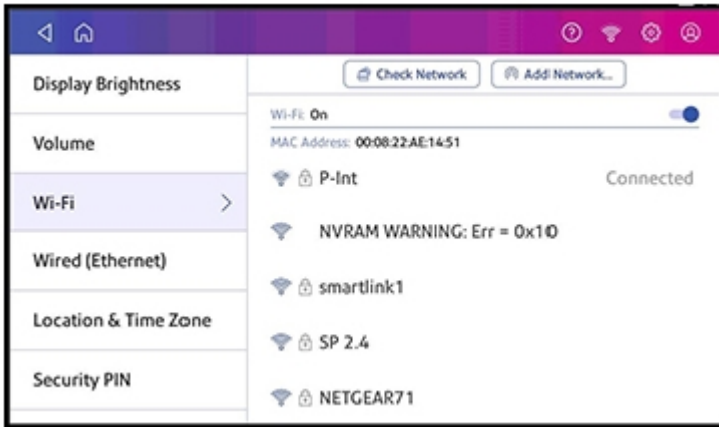 Display Brightness
Volume
Wi-Fi
Wired (Ethernet)
Location & Time Zone
Security PIN
Check Network
Add Network...
Wi-Fi: On
MAC Address: 00:08:22:AE:14:51
P-Int Connected
NVRAM WARNING: Err = 0x10
smartlink1
SP 2.4
NETGEAR71